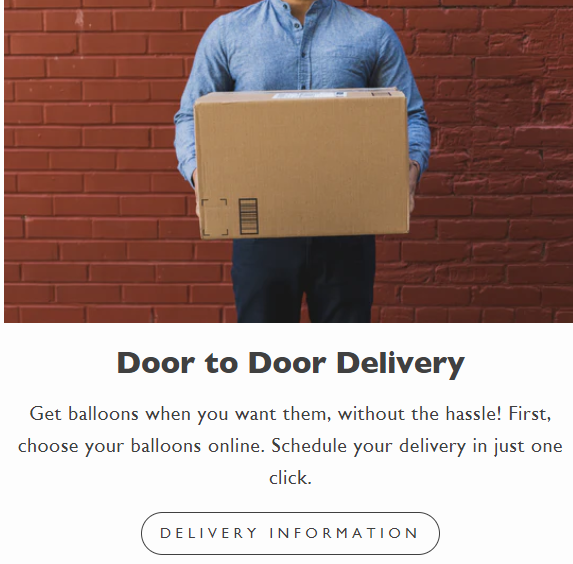 Door to Door Delivery
Get balloons when you want them, without the hassle! First,
choose your balloons online. Schedule your delivery in just one
click.
DELIVERY INFORMATION